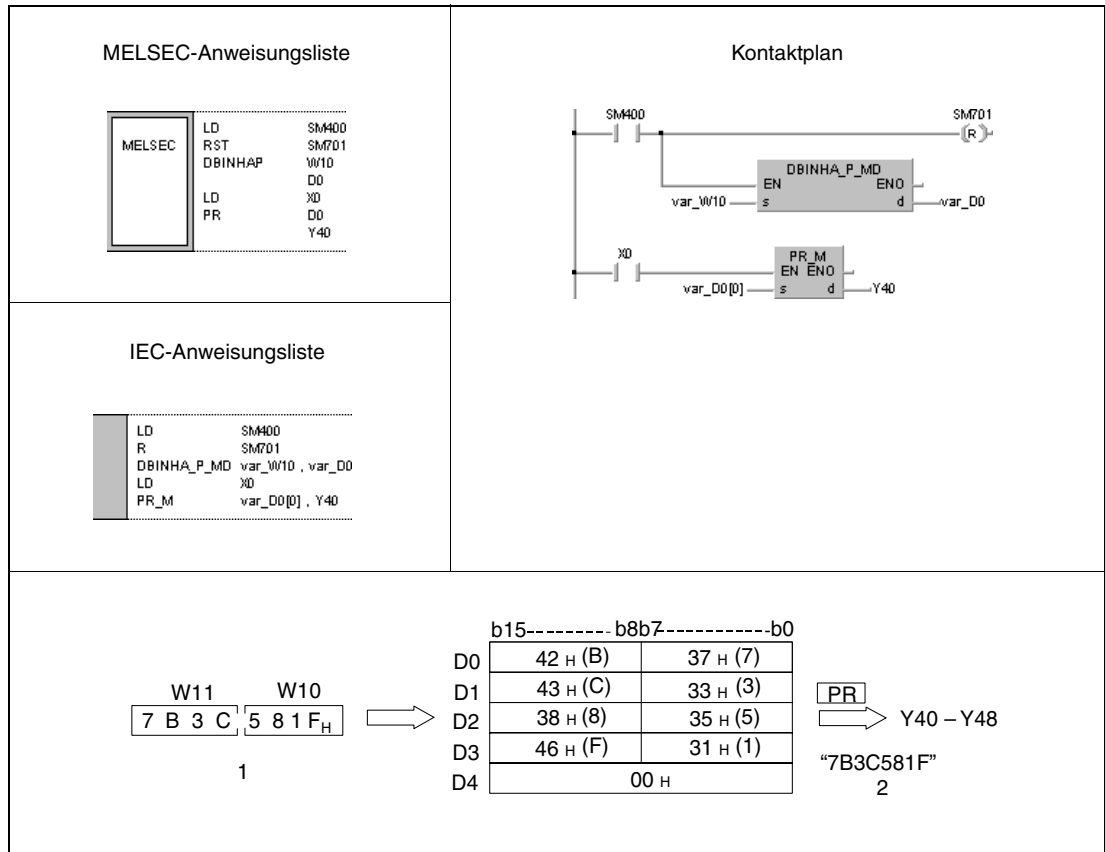 MELSEC-Anweisungsliste
MELSEC
LD SM400
RST SM701
DBINHAP W10
D0
LD X0
PR D0
Y40
Kontaktplan
SM400 SM701
R
DBINHA_P_MD
EN ENO
var_W10 s d var_D0
X0
PR_M
EN ENO
var_D0[0] s d Y40
IEC-Anweisungsliste
LD SM400
R SM701
DBINHA_P_MD var_W10 , var_D0
LD X0
PR_M var_D0[0] , Y40
b15---------- b8b7------------b0
W11 W10
7 B 3 C 5 8 1 FH
1
D0 42 H (B) 37 H (7)
D1 43 H (C) 33 H (3)
D2 38 H (8) 35 H (5)
D3 46 H (F) 31 H (1)
D4 00 H
PR
Y40 – Y48
“7B3C581F”
2